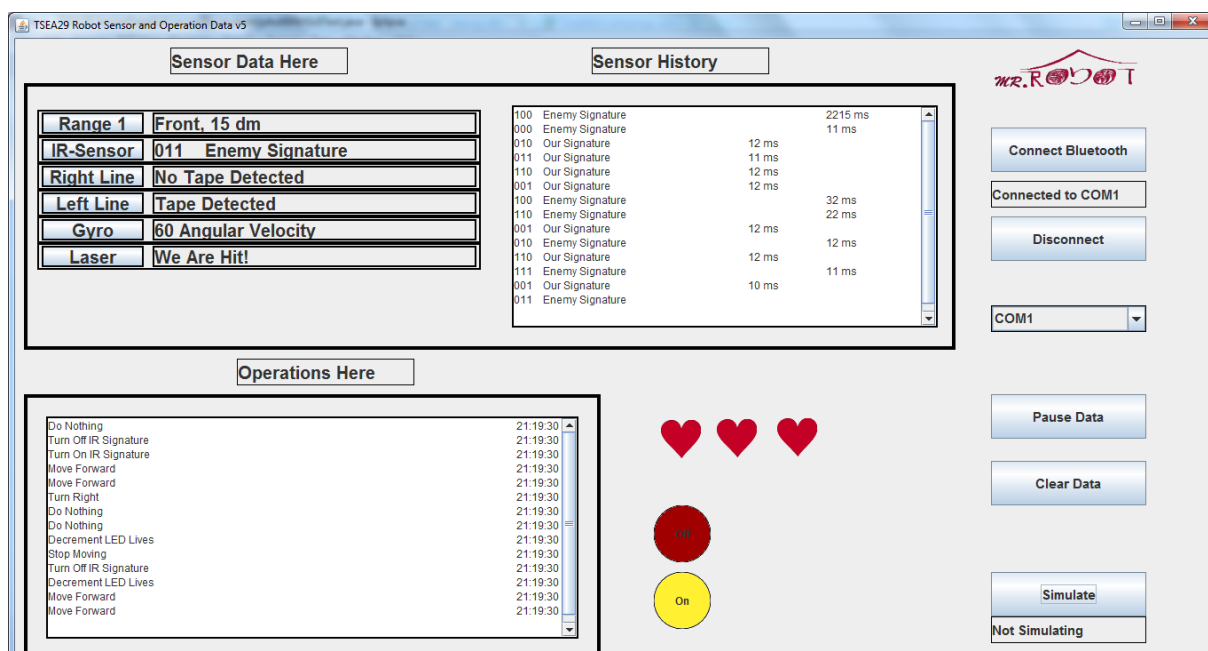 TSEA29 Robot Sensor and Operation Data v5
Sensor Data Here
Sensor History
MR.ROBOT
Range 1 Front, 15 dm
IR-Sensor 011 Enemy Signature
Right Line No Tape Detected
Left Line Tape Detected
Gyro 60 Angular Velocity
Laser We Are Hit!
100 Enemy Signature 2215 ms
000 Enemy Signature 11 ms
010 Our Signature 12 ms
011 Our Signature 11 ms
110 Our Signature 12 ms
001 Our Signature 12 ms
100 Enemy Signature 32 ms
110 Enemy Signature 22 ms
001 Our Signature 12 ms
010 Enemy Signature 12 ms
110 Our Signature 12 ms
111 Enemy Signature 11 ms
001 Our Signature 10 ms
011 Enemy Signature
Connect Bluetooth
Connected to COM1
Disconnect
COM1
Operations Here
Do Nothing 21:19:30
Turn Off IR Signature 21:19:30
Turn On IR Signature 21:19:30
Move Forward 21:19:30
Move Forward 21:19:30
Turn Right 21:19:30
Do Nothing 21:19:30
Do Nothing 21:19:30
Decrement LED Lives 21:19:30
Stop Moving 21:19:30
Turn Off IR Signature 21:19:30
Decrement LED Lives 21:19:30
Move Forward 21:19:30
Move Forward 21:19:30
Off
On
Pause Data
Clear Data
Simulate
Not Simulating